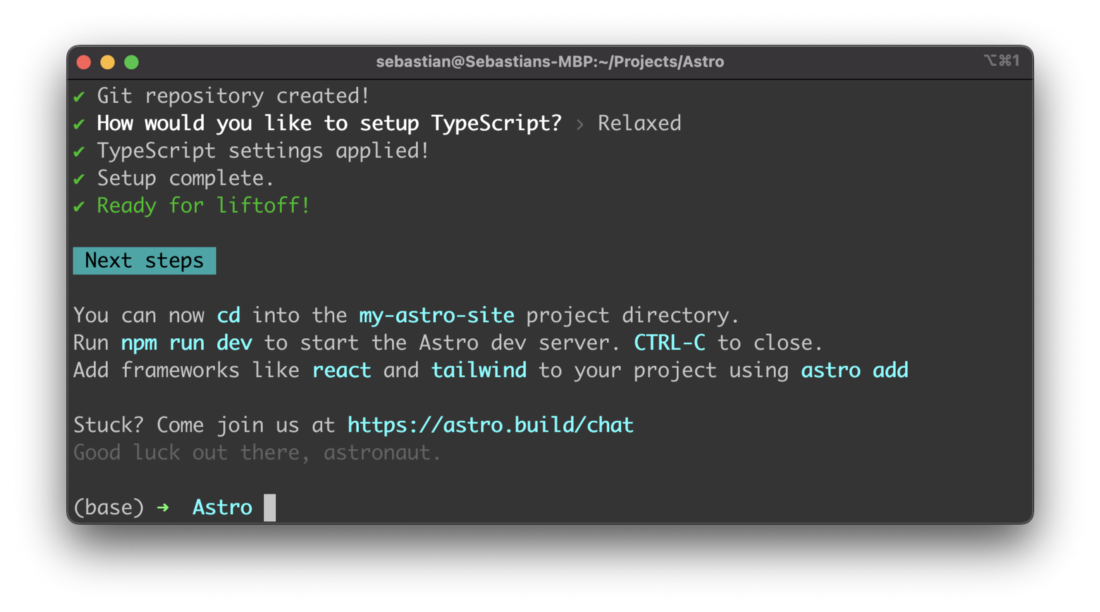 sebastian@Sebastians-MBP:~/Projects/Astro ⌥⌘1
✔ Git repository created!
✔ How would you like to setup TypeScript? › Relaxed
✔ TypeScript settings applied!
✔ Setup complete.
✔ Ready for liftoff!
Next steps
You can now cd into the my-astro-site project directory.
Run npm run dev to start the Astro dev server. CTRL-C to close.
Add frameworks like react and tailwind to your project using astro add
Stuck? Come join us at https://astro.build/chat
Good luck out there, astronaut.
(base) ➜ Astro